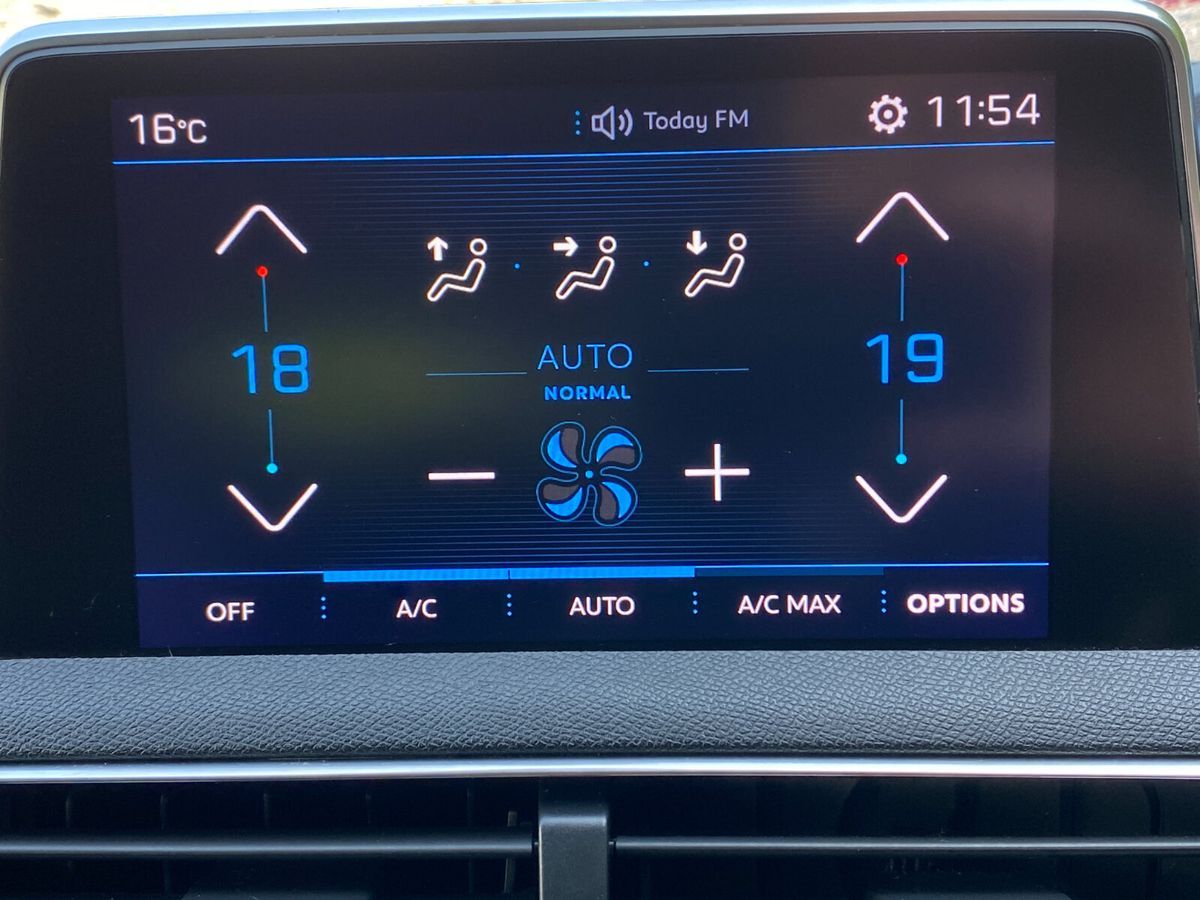 16°C
Today FM
11:54
18
AUTO
NORMAL
19
OFF
A/C
AUTO
A/C MAX
OPTIONS